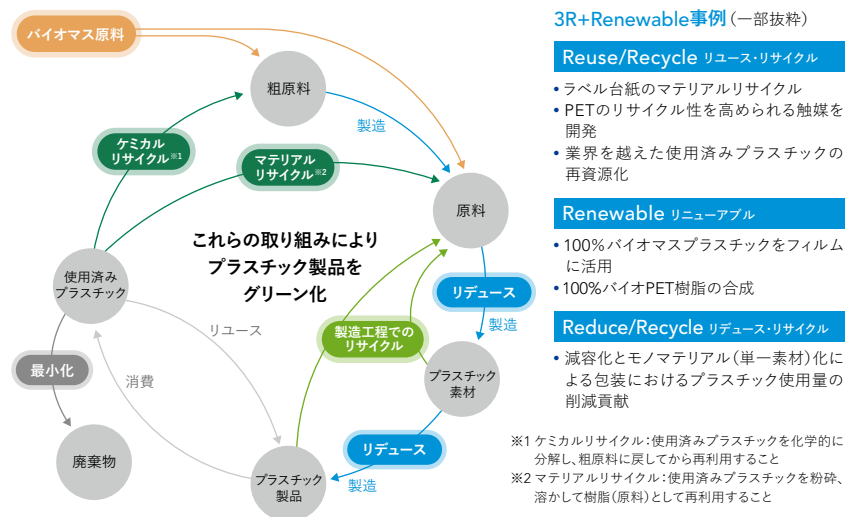 バイオマス原料
粗原料
製造
ケミカル
リサイクル※1
マテリアル
リサイクル※2
原料
これらの取り組みにより
プラスチック製品を
グリーン化
使用済み
プラスチック
リデュース
製造
リユース
製造工程での
リサイクル
最小化
消費
プラスチック
素材
リデュース
製造
廃棄物
プラスチック
製品
3R+Renewable事例(一部抜粋)
Reuse/Recycle リユース・リサイクル
• ラベル台紙のマテリアルリサイクル
• PETのリサイクル性を高められる触媒を
開発
• 業界を越えた使用済みプラスチックの
再資源化
Renewable リニューアブル
• 100%バイオマスプラスチックをフィルム
に活用
• 100%バイオPET樹脂の合成
Reduce/Recycle リデュース・リサイクル
• 減容化とモノマテリアル(単一素材)化に
よる包装におけるプラスチック使用量の
削減貢献
※1 ケミカルリサイクル:使用済みプラスチックを化学的に
分解し、粗原料に戻してから再利用すること
※2 マテリアルリサイクル:使用済みプラスチックを粉砕、
溶かして樹脂(原料)として再利用すること